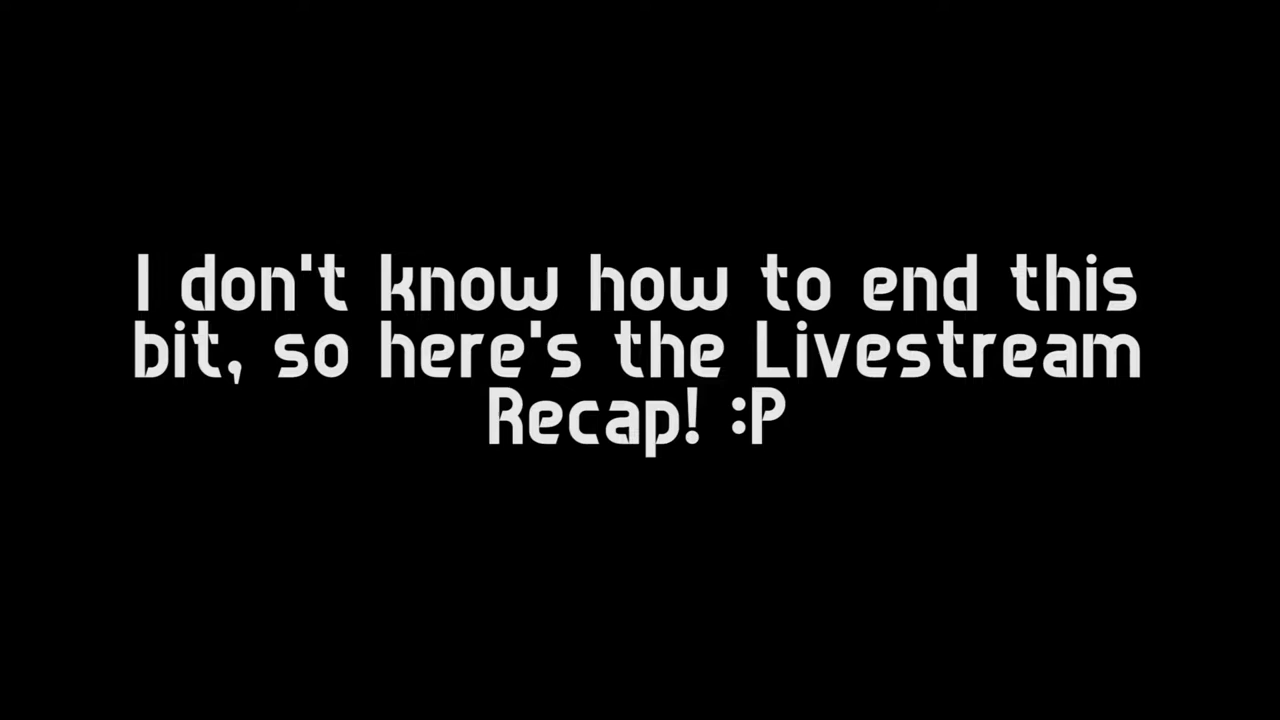 I don't know how to end this
bit, so here's the Livestream
Recap! :P